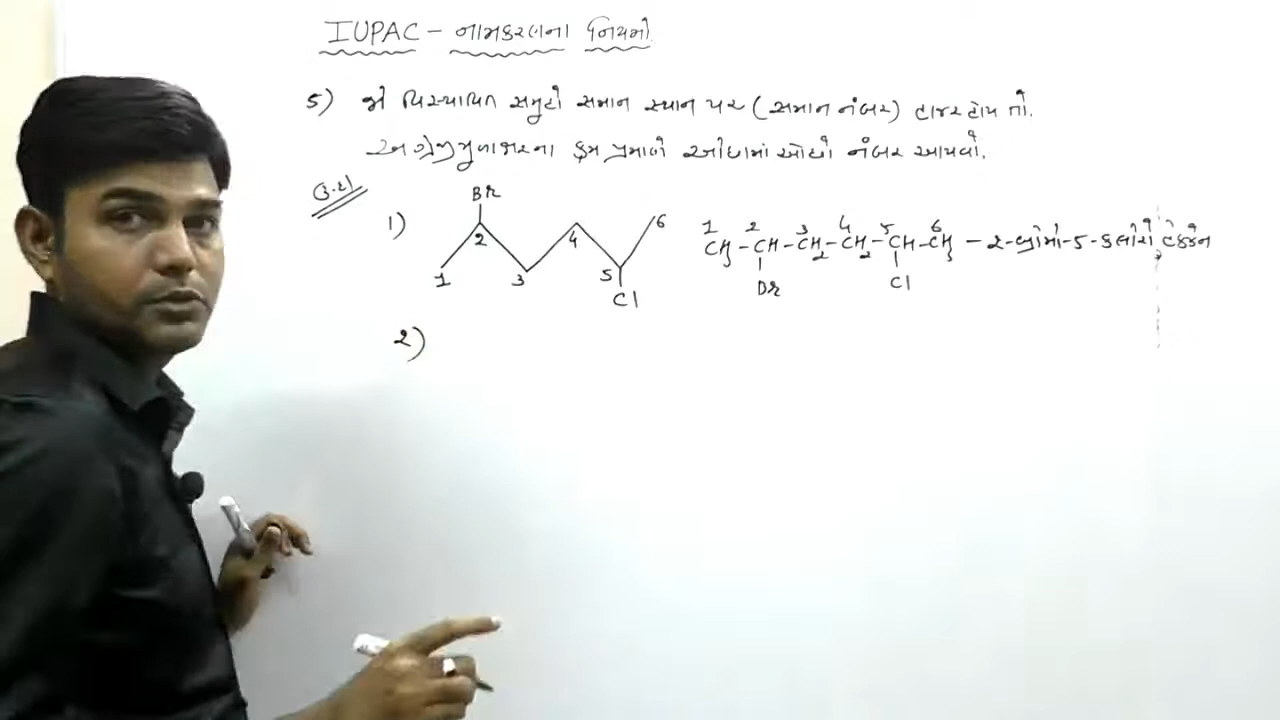 IUPAC - નામકરણના નિયમો
5) જો વિસ્થાપિત સમૂહો સમાન સ્થાન પર (સમાન નંબર) હાજર હોય તો.
અંગ્રેજી મુળાક્ષરના ક્રમ પ્રમાણે ઓછામાં ઓછો નંબર આપવો.
ઉ.દા.
1)
Br
1 2 3 4 5 6
Cl
1 2 3 4 5 6
CH3 - CH - CH2 - CH2 - CH - CH3 - 2-બ્રોમો-5-ક્લોરો હેક્ઝેન
Br Cl
2)